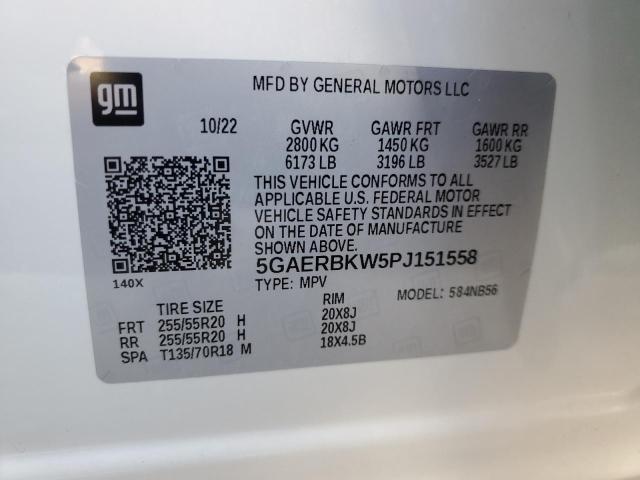 gm
MFD BY GENERAL MOTORS LLC
10/22 GVWR GAWR FRT GAWR RR
2800 KG 1450 KG 1600 KG
6173 LB 3196 LB 3527 LB
THIS VEHICLE CONFORMS TO ALL
APPLICABLE U.S. FEDERAL MOTOR
VEHICLE SAFETY STANDARDS IN EFFECT
ON THE DATE OF MANUFACTURE
SHOWN ABOVE.
140X
5GAERBKW5PJ151558
TYPE: MPV MODEL: 584NB56
TIRE SIZE RIM
FRT 255/55R20 H 20X8J
RR 255/55R20 H 20X8J
SPA T135/70R18 M 18X4.5B